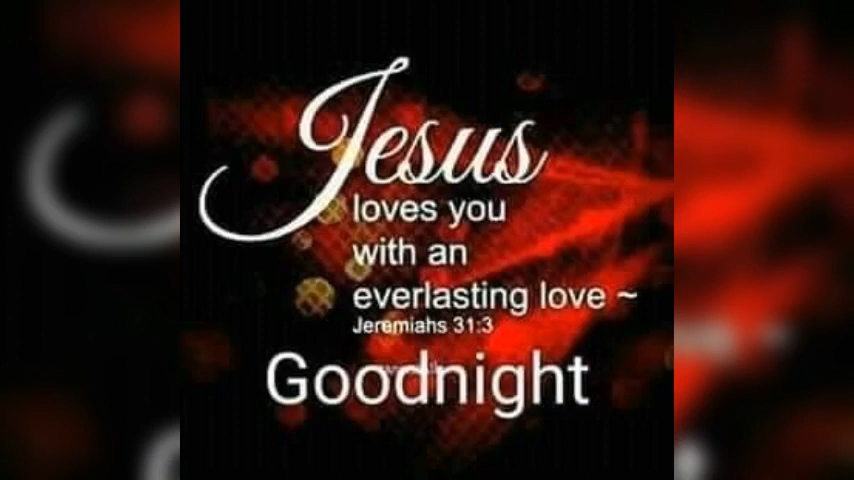 Jesus
loves you
with an
everlasting love ~
Jeremiahs 31:3
Goodnight